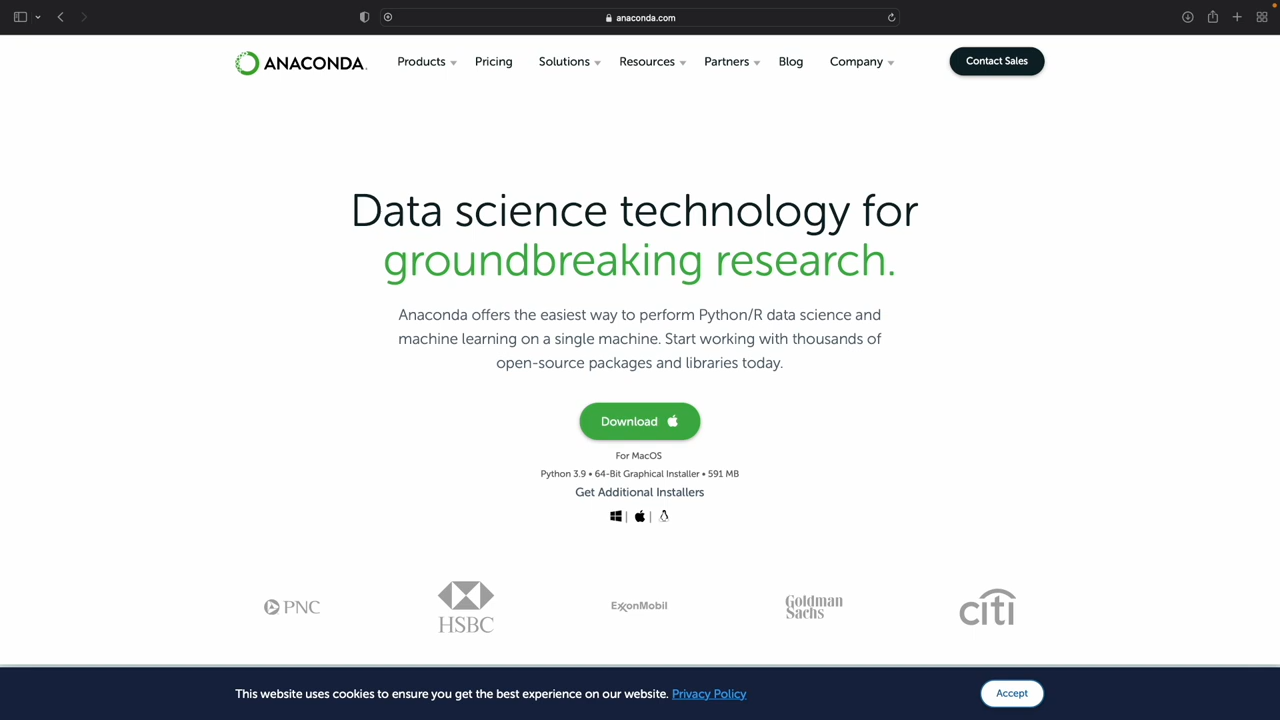 anaconda.com
ANACONDA.
Products
Pricing
Solutions
Resources
Partners
Blog
Company
Contact Sales
Data science technology for
groundbreaking research.
Anaconda offers the easiest way to perform Python/R data science and
machine learning on a single machine. Start working with thousands of
open-source packages and libraries today.
Download
For MacOS
Python 3.9 • 64-Bit Graphical Installer • 591 MB
Get Additional Installers
| |
PNC
HSBC
ExxonMobil
Goldman
Sachs
citi
This website uses cookies to ensure you get the best experience on our website. Privacy Policy
Accept